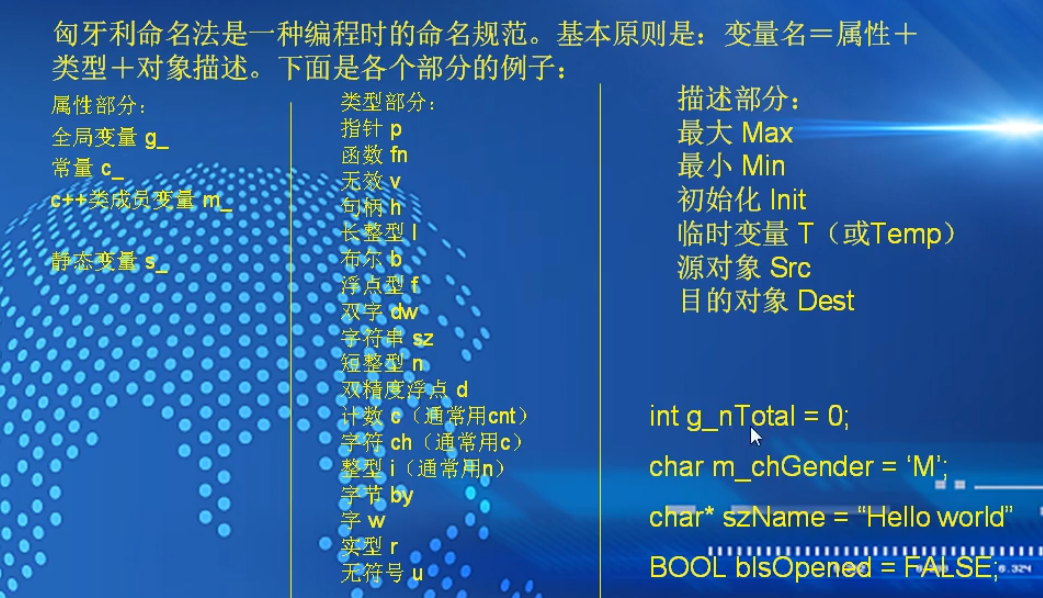 匈牙利命名法是一种编程时的命名规范。基本原则是：变量名＝属性＋
类型＋对象描述。下面是各个部分的例子：
属性部分：
全局变量 g_
常量 c_
c++类成员变量 m_
静态变量 s_
类型部分：
指针 p
函数 fn
无效 v
句柄 h
长整型 l
布尔 b
浮点型 f
双字 dw
字符串 sz
短整型 n
双精度浮点 d
计数 c（通常用cnt）
字符 ch（通常用c）
整型 i（通常用n）
字节 by
字 w
实型 r
无符号 u
描述部分：
最大 Max
最小 Min
初始化 Init
临时变量 T（或Temp）
源对象 Src
目的对象 Dest
int g_nTotal = 0;
char m_chGender = ‘M’;
char* szName = “Hello world”
BOOL bIsOpened = FALSE;
0.324